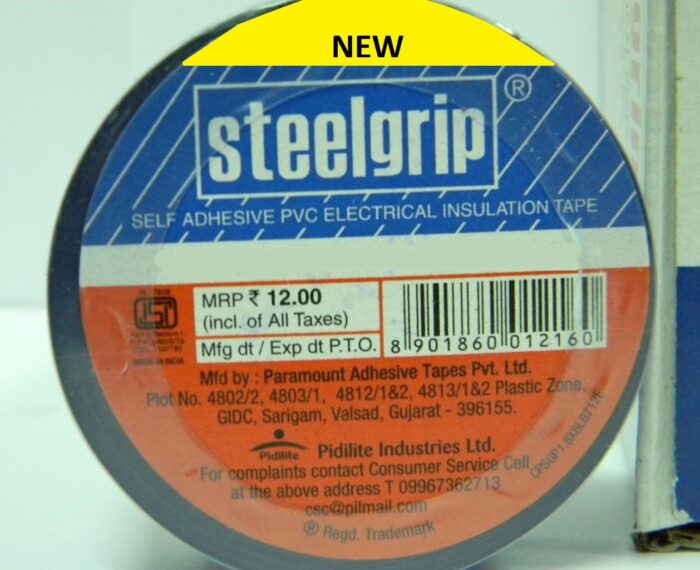 NEW
steelgrip®
SELF ADHESIVE PVC ELECTRICAL INSULATION TAPE
MRP ₹ 12.00
(incl. of All Taxes)
Mfg dt / Exp dt P.T.O.
8 901860 012160
MADE IN INDIA
Mfd by : Paramount Adhesive Tapes Pvt. Ltd.
Plot No. 4802/2, 4803/1, 4812/1&2, 4813/1&2 Plastic Zone,
GIDC, Sarigam, Valsad, Gujarat - 396155.
Pidilite
Pidilite Industries Ltd.
For complaints contact Consumer Service Cell
at the above address T 09967362713
csc@pilmail.com
® Regd. Trademark